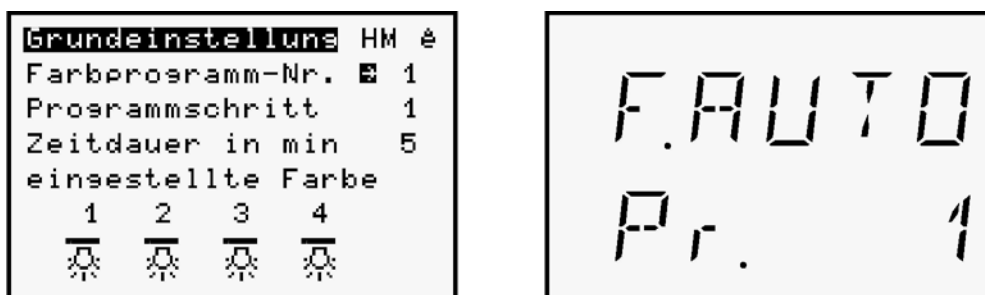 Grundeinstellung HM ê
Farbprogramm-Nr. ➔ 1
Programmschritt 1
Zeitdauer in min 5
eingestellte Farbe
1 2 3 4
F.AUTO
Pr. 1